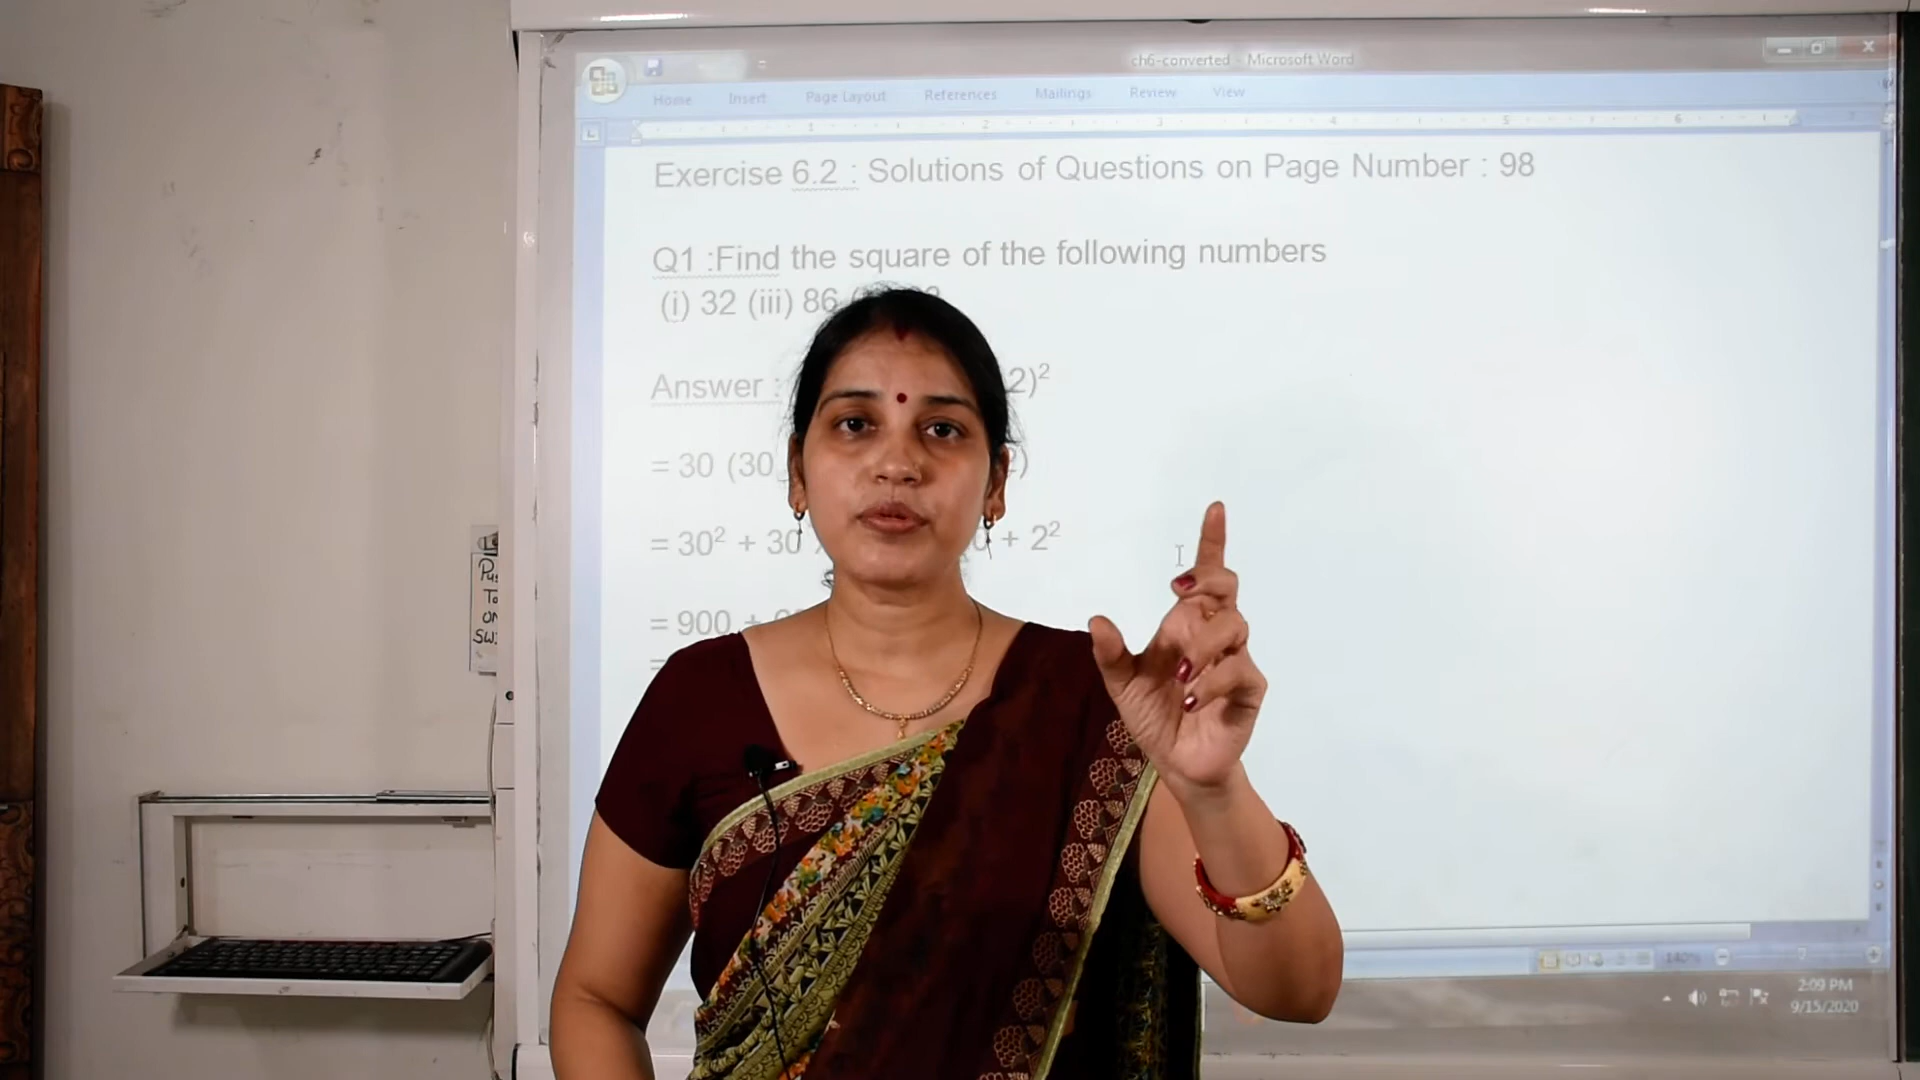 ch6-converted - Microsoft Word
Home Insert Page Layout References Mailings Review View
Exercise 6.2 : Solutions of Questions on Page Number : 98
Q1 :Find the square of the following numbers
(i) 32 (iii) 86
Answer : 2)²
= 30 (30 2)
= 30² + 30 + 2²
= 900 +
=
To
140%
2:09 PM
9/15/2020